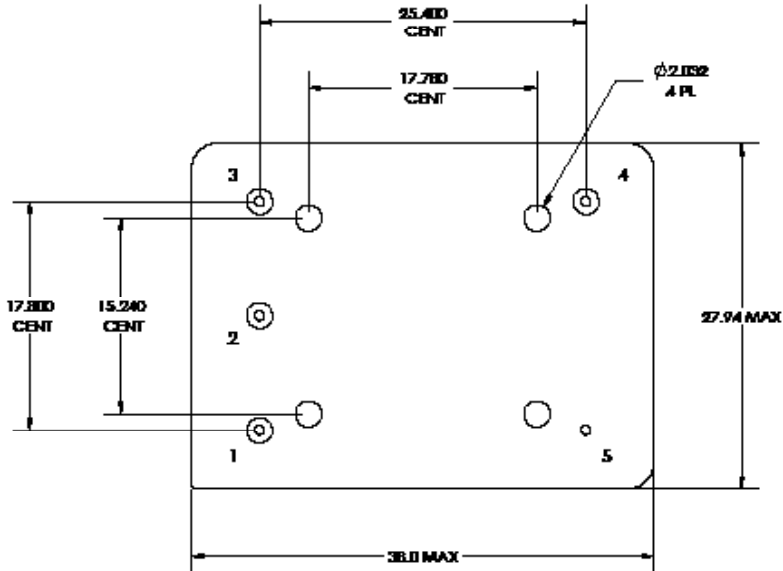 25.400
CENT
17.780
CENT
Ø2.032
4 PL
3
4
17.800
CENT
15.240
CENT
27.94 MAX
2
1
5
38.0 MAX